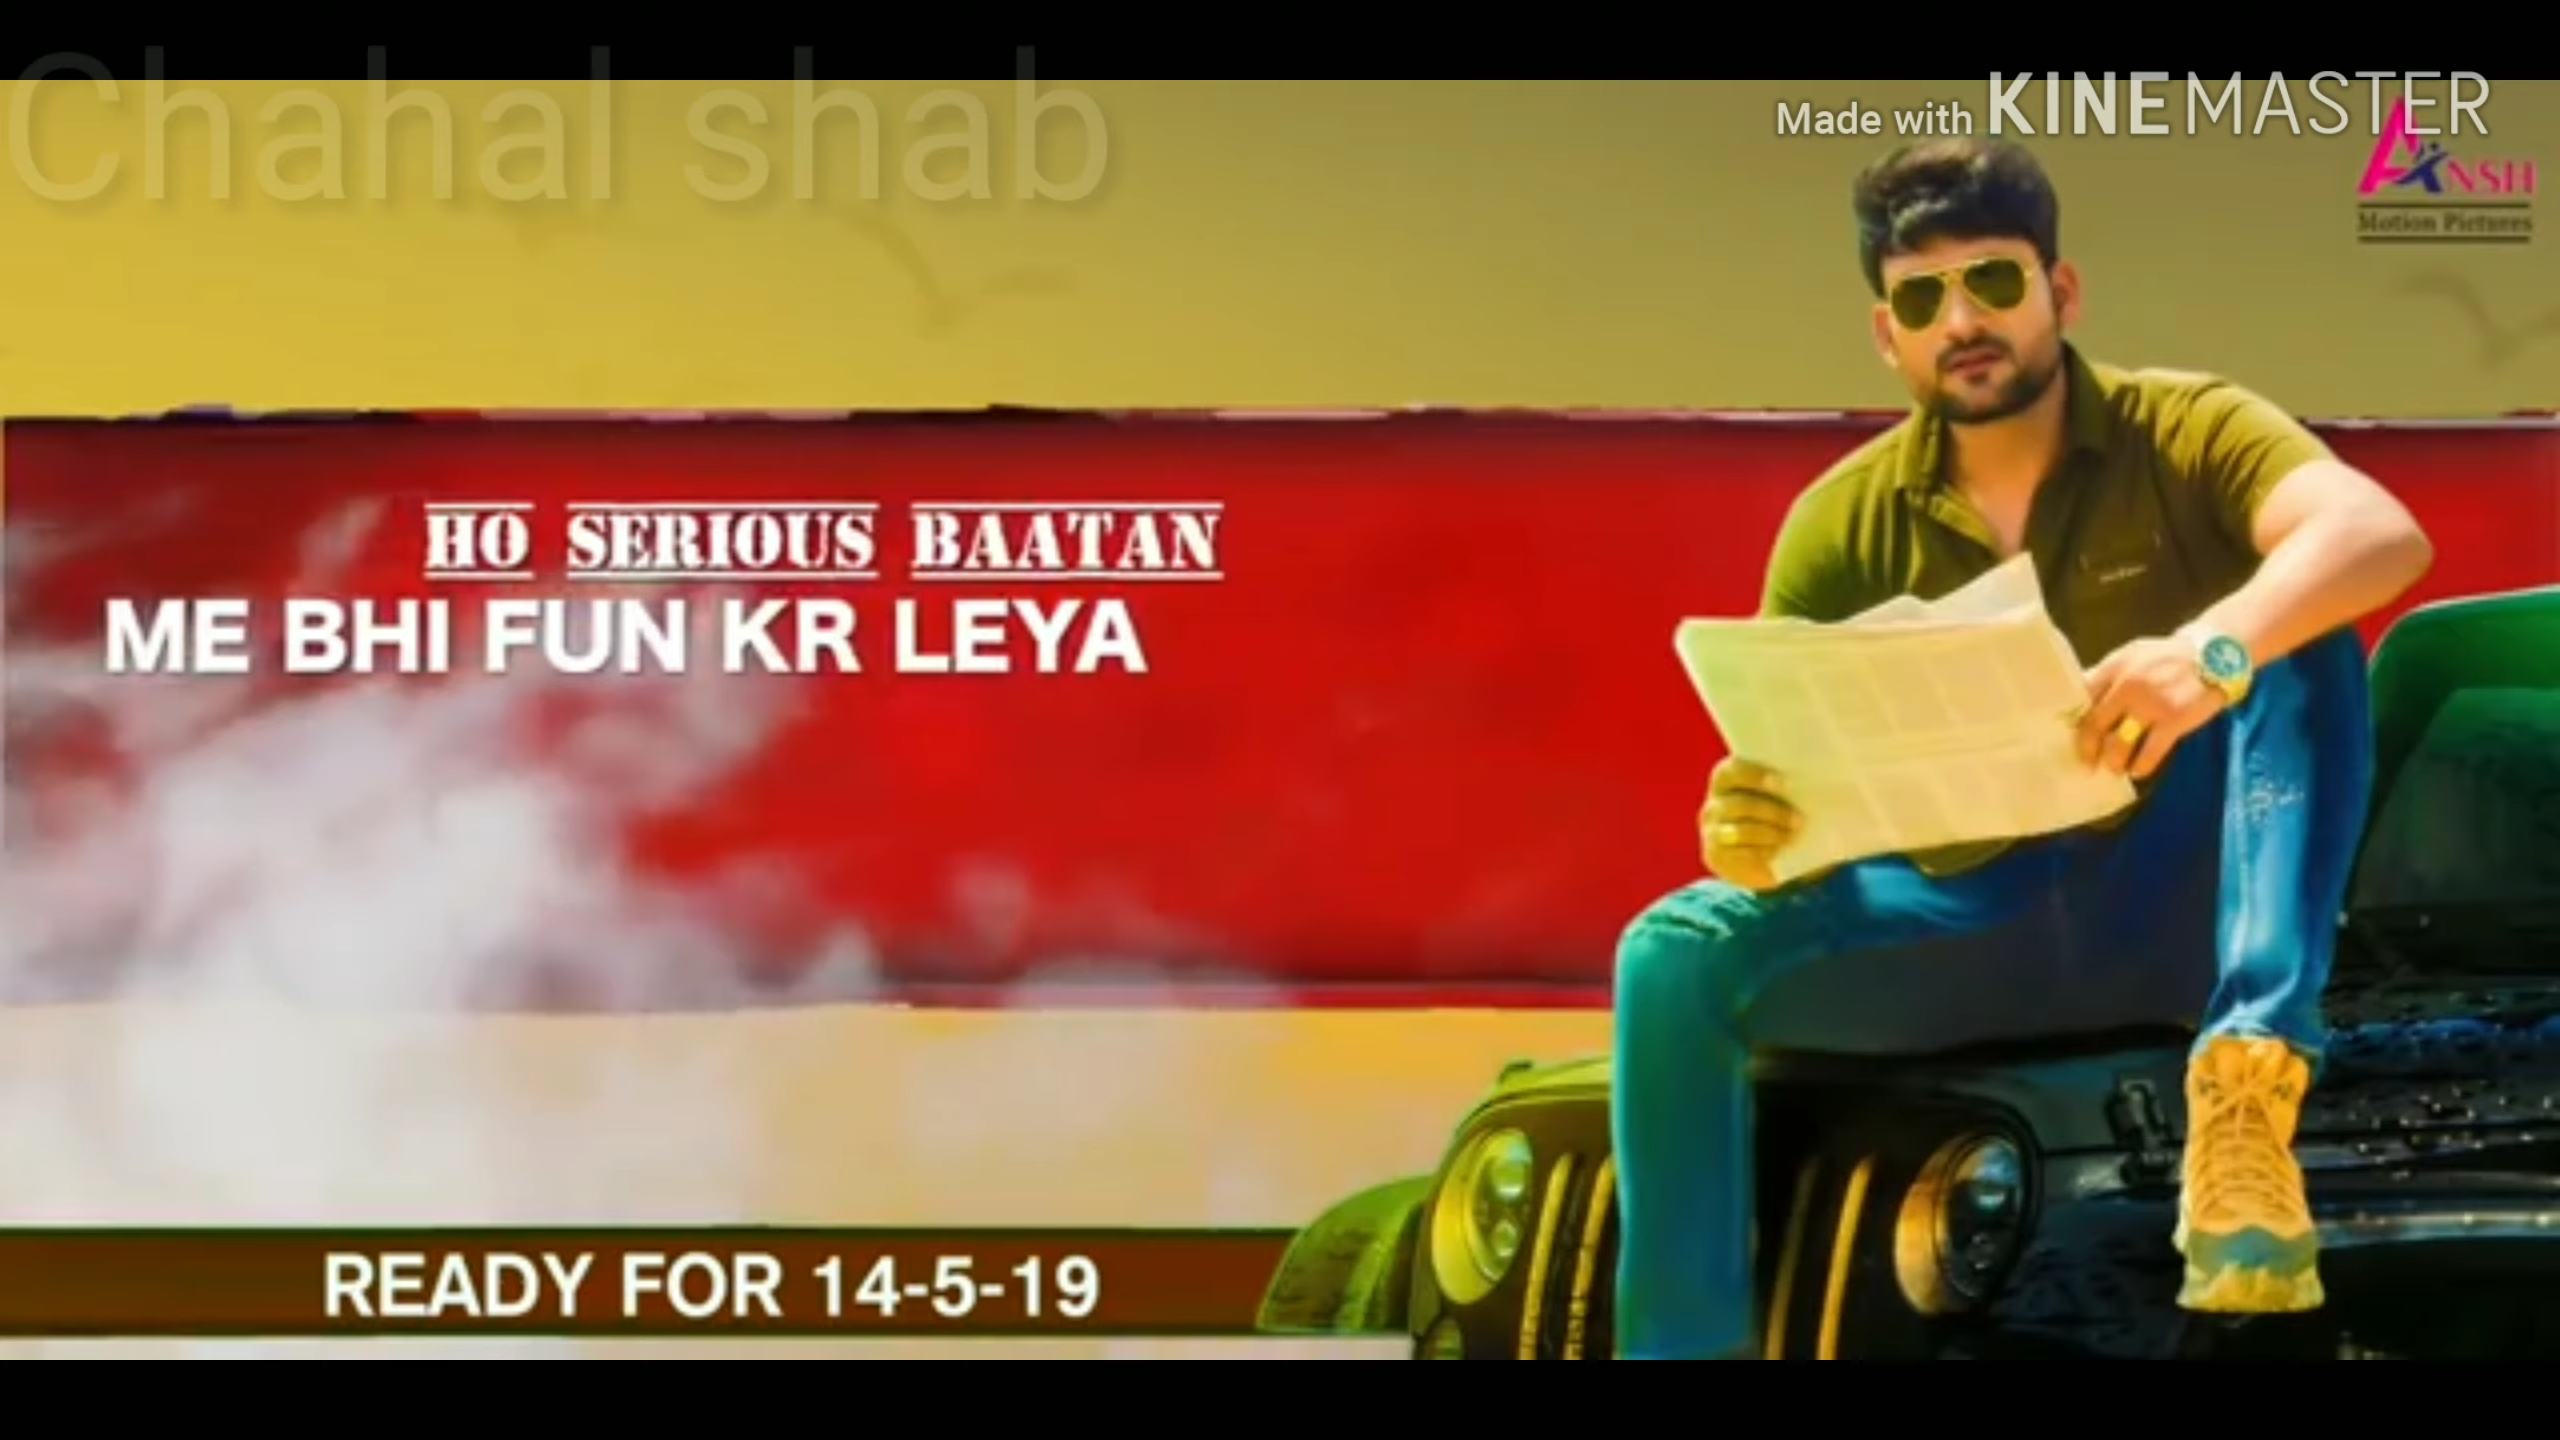 Chahal shab
Made with KINEMASTER
AKNSH
Motion Pictures
HO SERIOUS BAATAN
ME BHI FUN KR LEYA
READY FOR 14-5-19